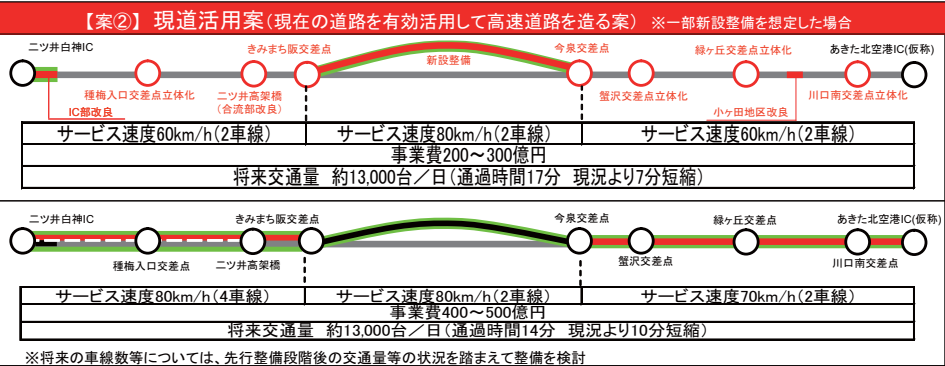 【案②】 現道活用案(現在の道路を有効活用して高速道路を造る案) ※一部新設整備を想定した場合
二ツ井白神IC
きみまち阪交差点
今泉交差点
緑ヶ丘交差点立体化
あきた北空港IC(仮称)
新設整備
種梅入口交差点立体化
二ツ井高架橋
(合流部改良)
蟹沢交差点立体化
川口南交差点立体化
IC部改良
小ヶ田地区改良
サービス速度60km/h(2車線)
サービス速度80km/h(2車線)
サービス速度60km/h(2車線)
事業費200～300億円
将来交通量 約13,000台／日(通過時間17分 現況より7分短縮)
二ツ井白神IC
きみまち阪交差点
今泉交差点
緑ヶ丘交差点
あきた北空港IC(仮称)
種梅入口交差点
二ツ井高架橋
蟹沢交差点
川口南交差点
サービス速度80km/h(4車線)
サービス速度80km/h(2車線)
サービス速度70km/h(2車線)
事業費400～500億円
将来交通量 約13,000台／日(通過時間14分 現況より10分短縮)
※将来の車線数等については、先行整備段階後の交通量等の状況を踏まえて整備を検討